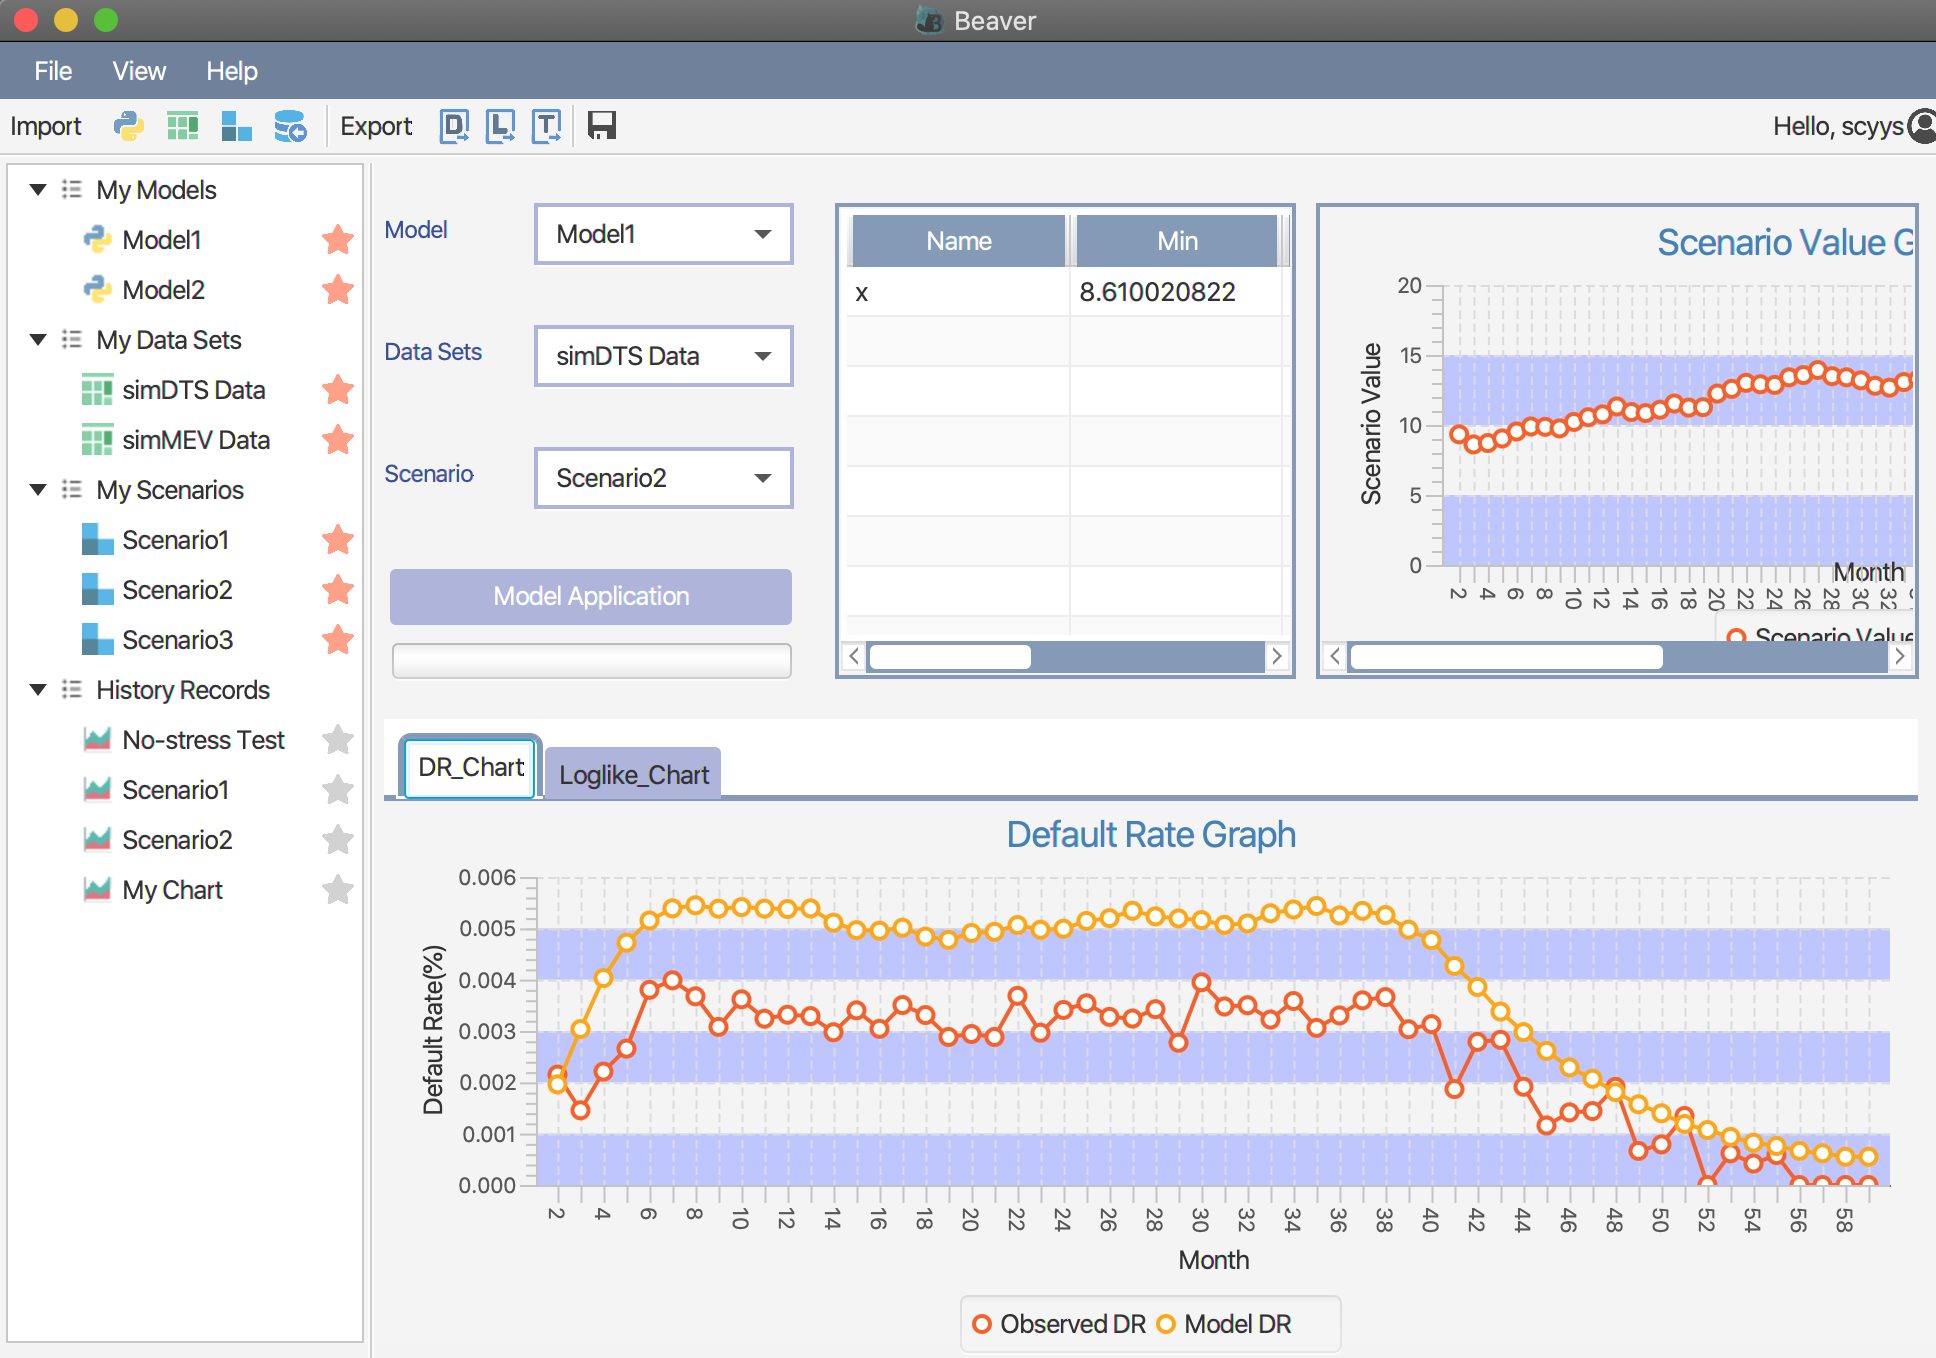 Beaver
File View Help
Import Export D L T Hello, scyys
My Models
Model1
Model2
My Data Sets
simDTS Data
simMEV Data
My Scenarios
Scenario1
Scenario2
Scenario3
History Records
No-stress Test
Scenario1
Scenario2
My Chart
Model Model1
Data Sets simDTS Data
Scenario Scenario2
Model Application
Name Min
x 8.610020822
Scenario Value G
20
15
10
5
0
Scenario Value
2 4 6 8 10 12 14 16 18 20 22 24 26 28 30 32
Month
Scenario Value
DR_Chart Loglike_Chart
Default Rate Graph
0.006
0.005
0.004
0.003
0.002
0.001
0.000
Default Rate(%)
2 4 6 8 10 12 14 16 18 20 22 24 26 28 30 32 34 36 38 40 42 44 46 48 50 52 54 56 58
Month
Observed DR Model DR